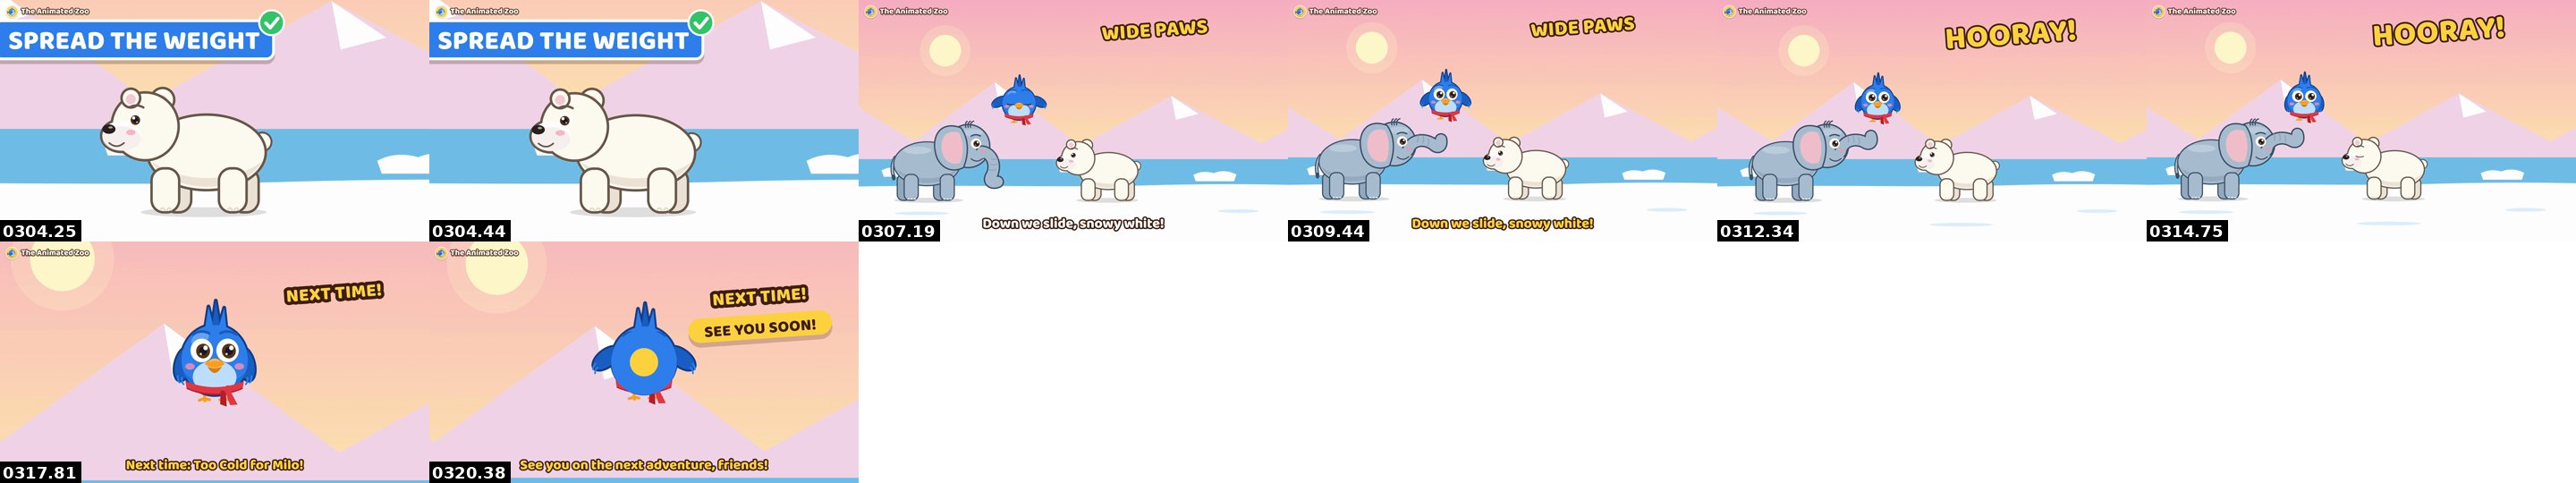 The Animated Zoo
SPREAD THE WEIGHT
0304.25
The Animated Zoo
SPREAD THE WEIGHT
0304.44
The Animated Zoo
WIDE PAWS
Down we slide, snowy white!
0307.19
The Animated Zoo
WIDE PAWS
Down we slide, snowy white!
0309.44
The Animated Zoo
HOORAY!
0312.34
The Animated Zoo
HOORAY!
0314.75
The Animated Zoo
NEXT TIME!
Next time: Too Cold for Milo!
0317.81
The Animated Zoo
NEXT TIME!
SEE YOU SOON!
See you on the next adventure, friends!
0320.38